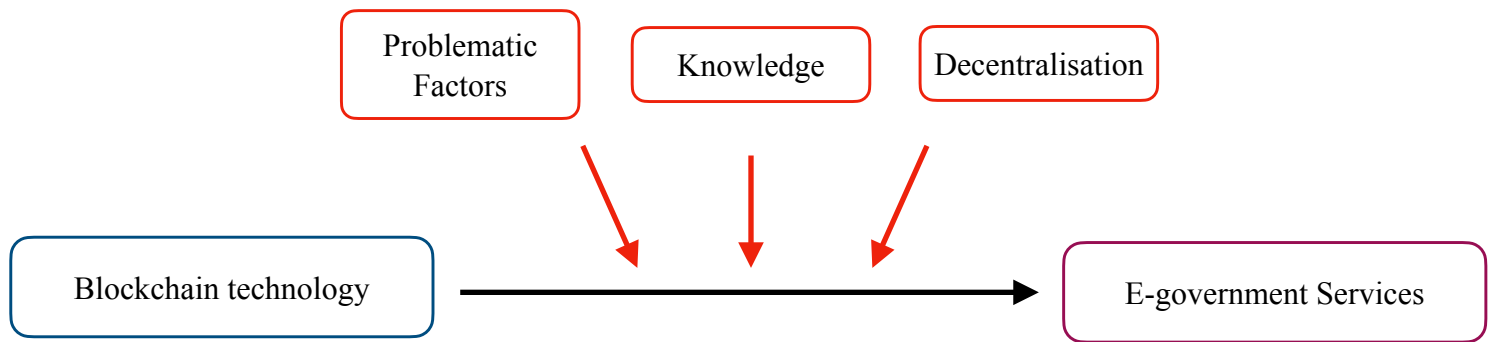 Problematic
Factors
Knowledge
Decentralisation
Blockchain technology
E-government Services